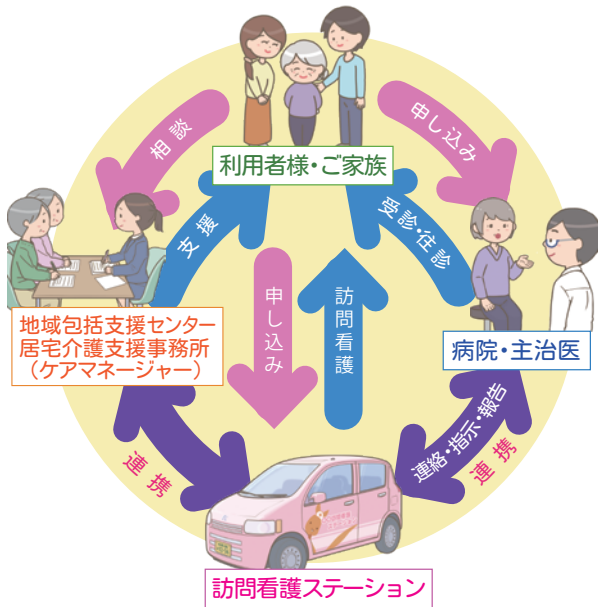 利用者様・ご家族
相談
申し込み
支援
受診・往診
申し込み
訪問看護
地域包括支援センター
居宅介護支援事務所
（ケアマネージャー）
病院・主治医
連携
連絡・指示・報告
連携
訪問看護ステーション